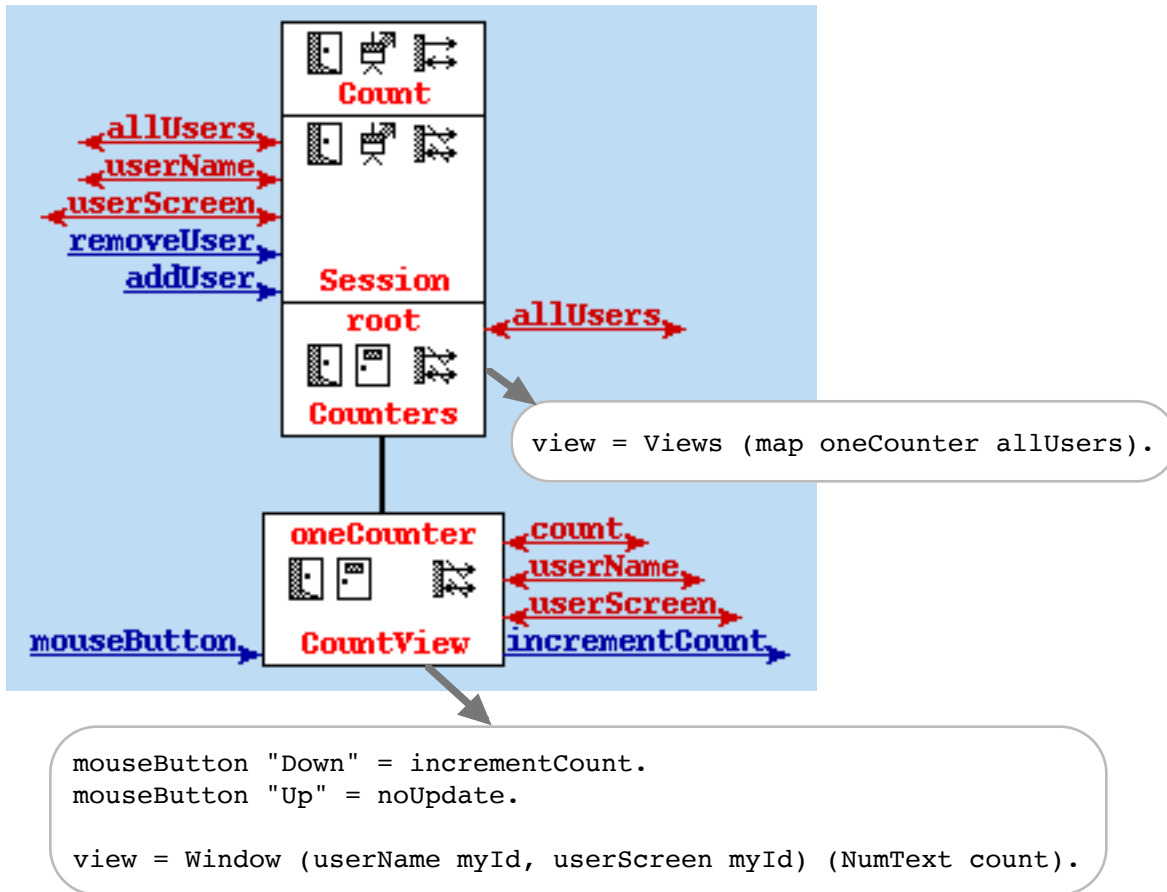 Count
allUsers
userName
userScreen
removeUser
addUser
Session
root
allUsers
Counters
view = Views (map oneCounter allUsers).
oneCounter
count
userName
userScreen
mouseButton
CountView
incrementCount
mouseButton "Down" = incrementCount.
mouseButton "Up" = noUpdate.
view = Window (userName myId, userScreen myId) (NumText count).